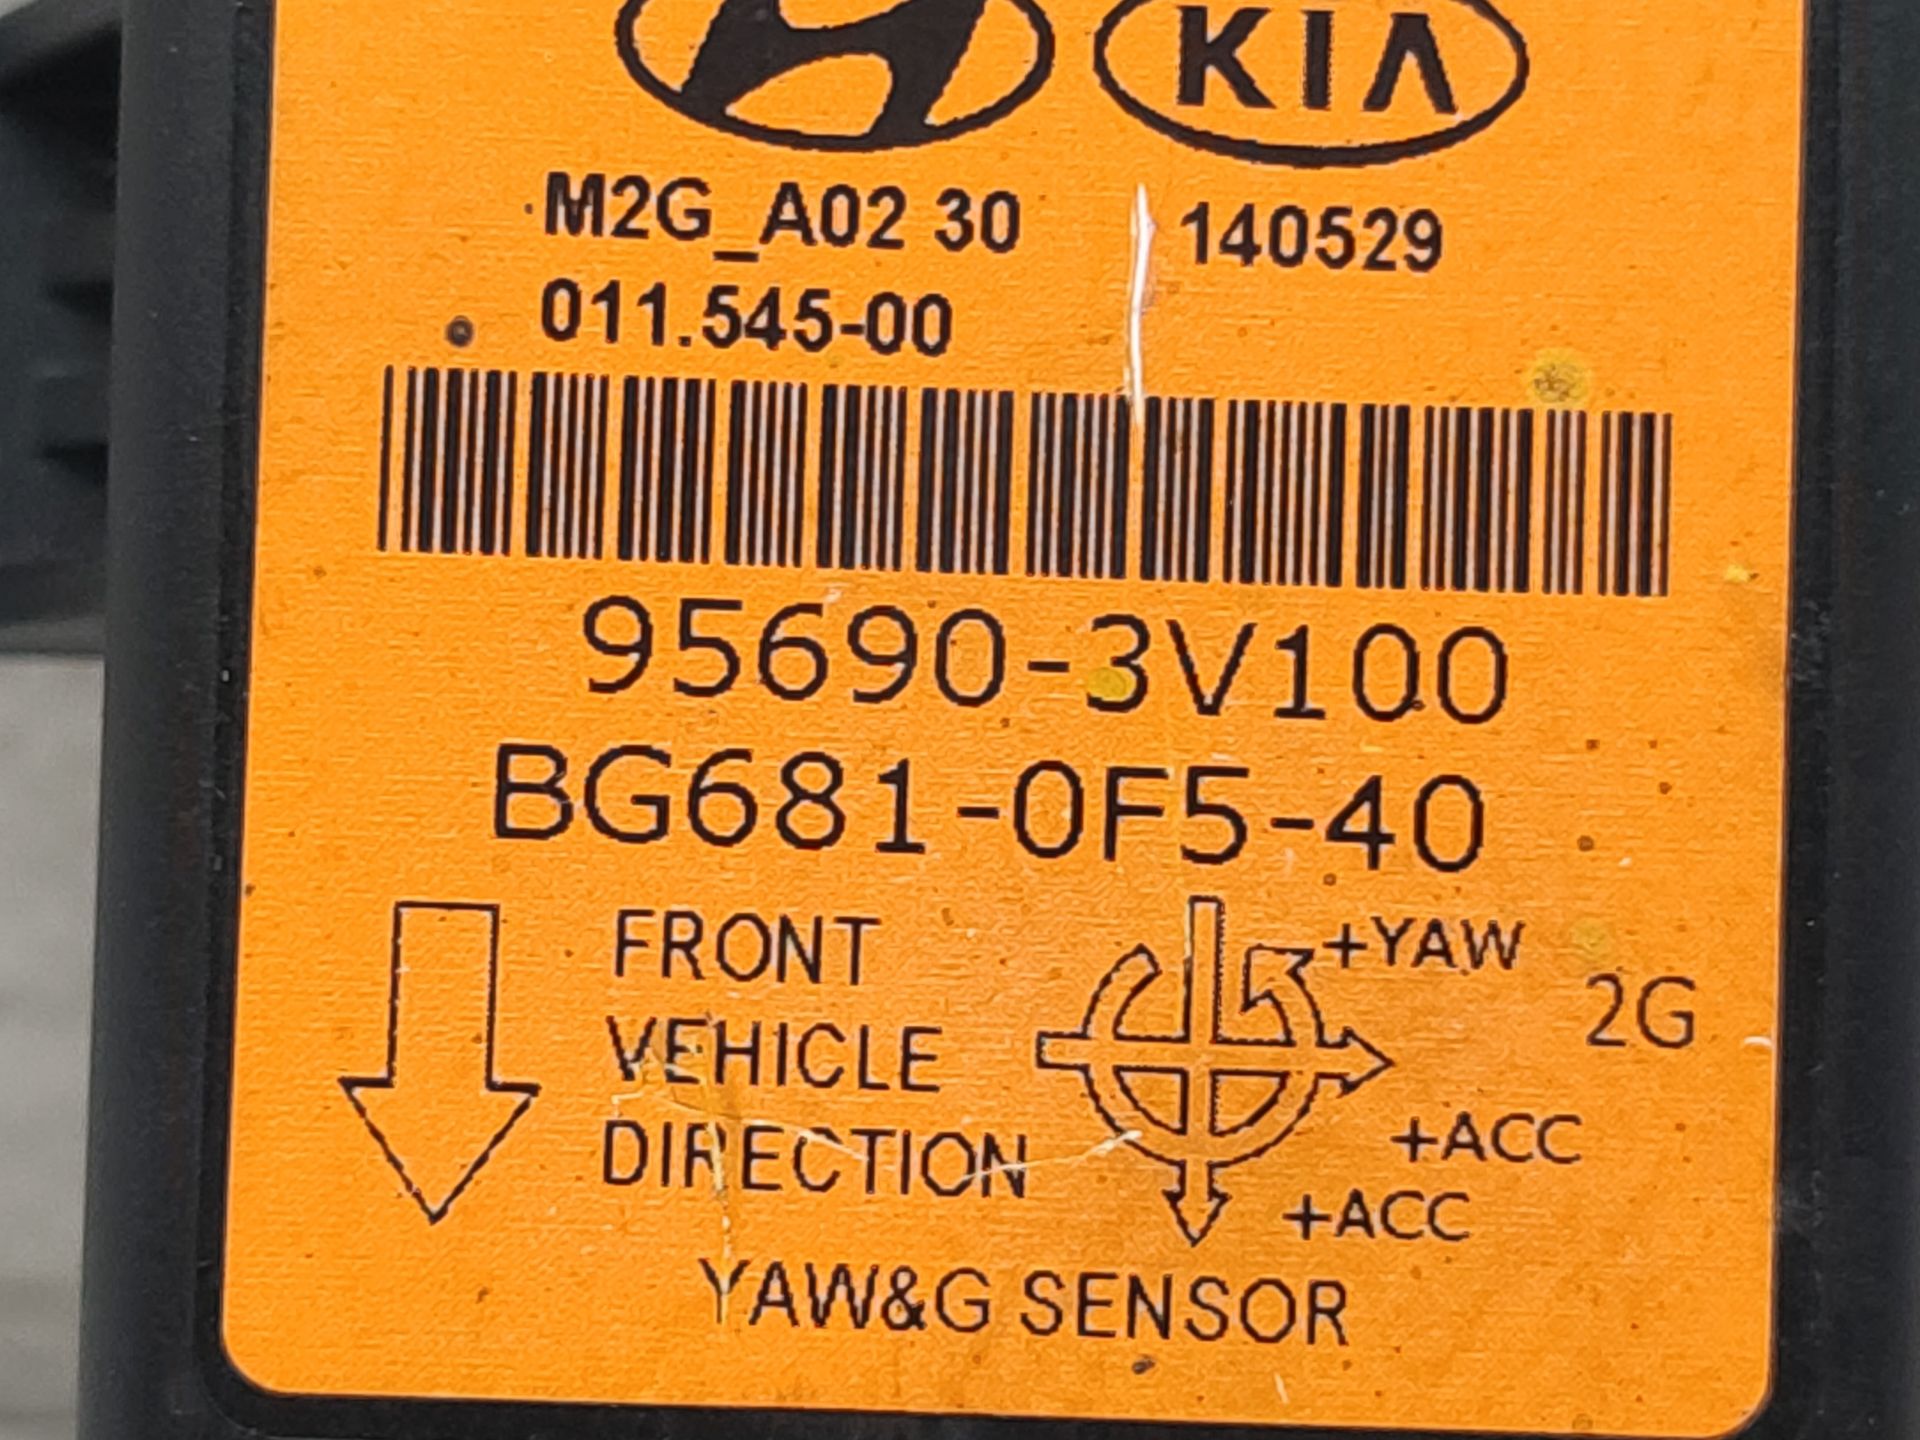 KIA
M2G_A02 30 140529
011.545-00
95690-3V100
BG681-0F5-40
FRONT
VEHICLE
DIRECTION
+YAW
2G
+ACC
+ACC
YAW&G SENSOR